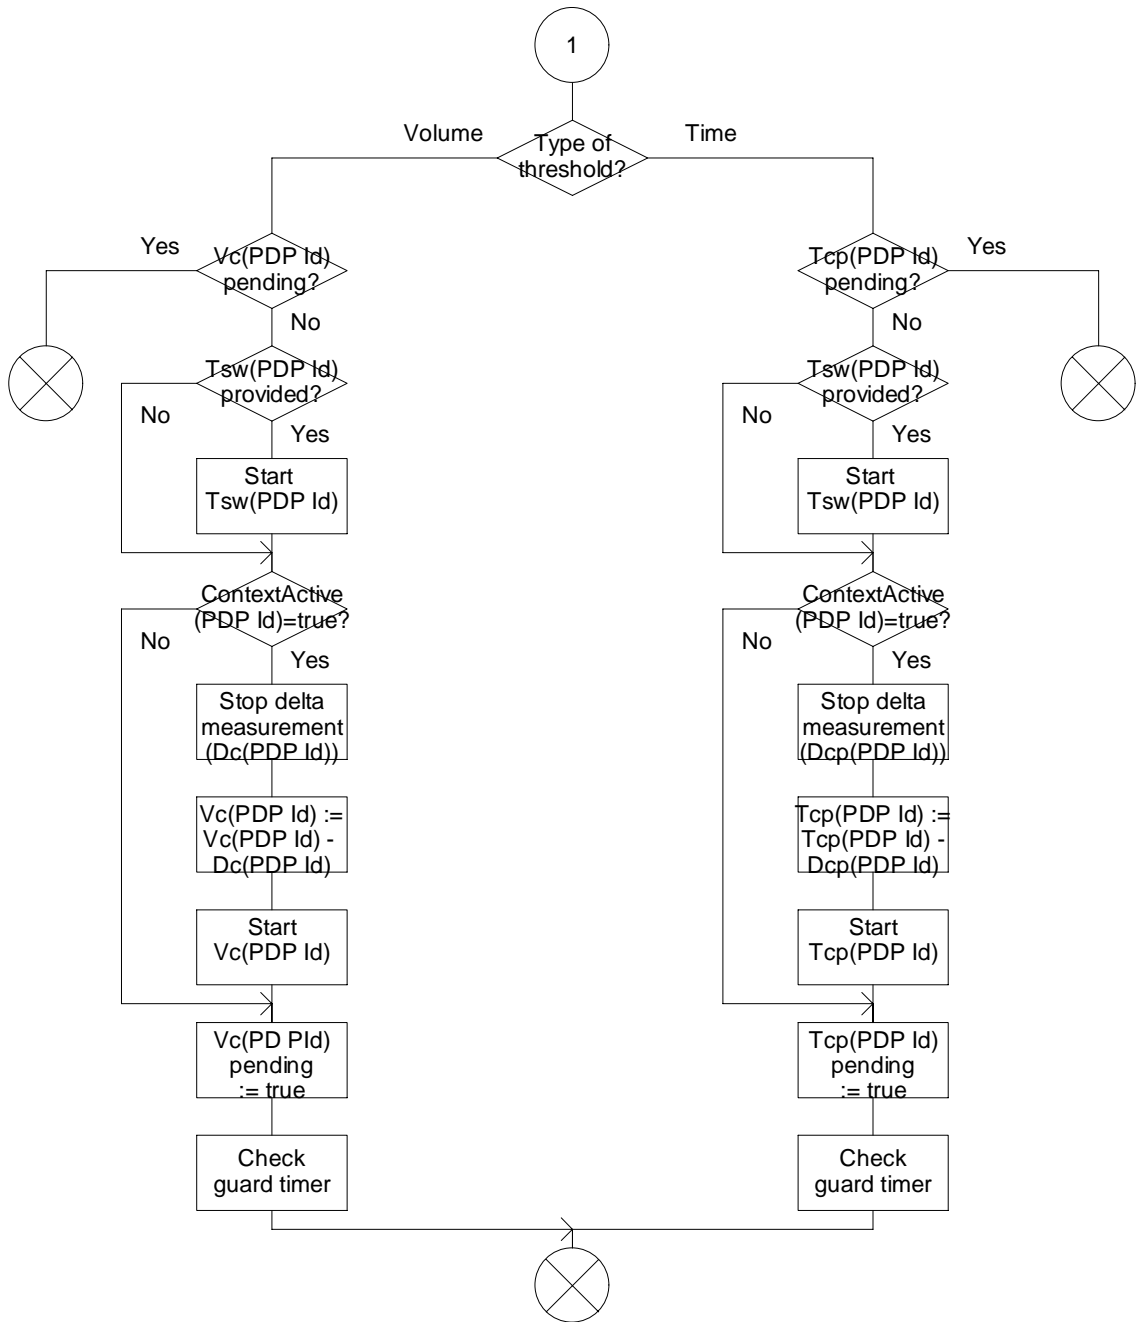 1
Volume
Type of
threshold?
Time
Yes
Vc(PDP Id)
pending?
No
Tcp(PDP Id)
pending?
Yes
No
Tsw(PDP Id)
provided?
No
Yes
Tsw(PDP Id)
provided?
No
Yes
Start
Tsw(PDP Id)
Start
Tsw(PDP Id)
ContextActive
(PDP Id)=true?
No
Yes
ContextActive
(PDP Id)=true?
No
Yes
Stop delta
measurement
(Dc(PDP Id))
Stop delta
measurement
(Dcp(PDP Id))
Vc(PDP Id) :=
Vc(PDP Id) -
Dc(PDP Id)
Tcp(PDP Id) :=
Tcp(PDP Id) -
Dcp(PDP Id)
Start
Vc(PDP Id)
Start
Tcp(PDP Id)
Vc(PD PId)
pending
:= true
Tcp(PDP Id)
pending
:= true
Check
guard timer
Check
guard timer